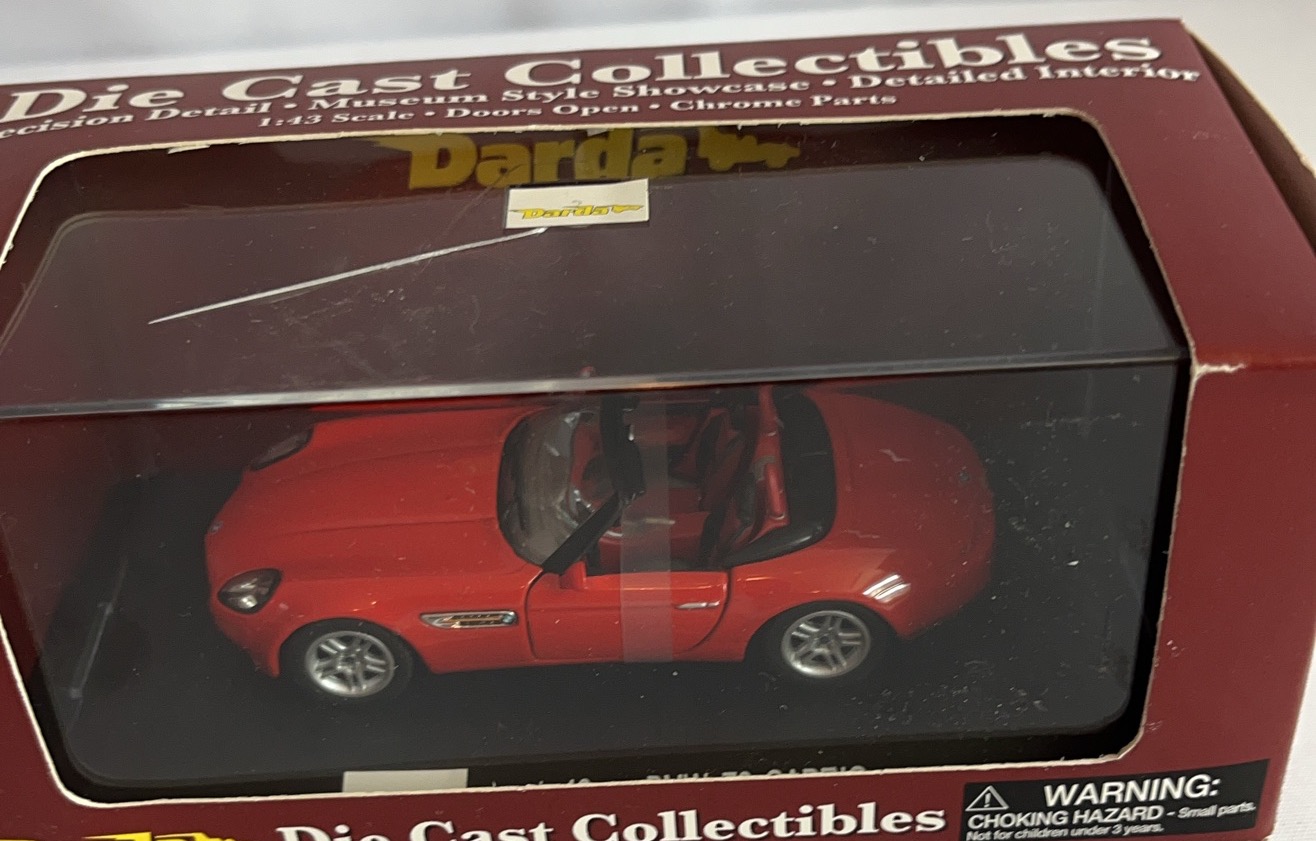 Die Cast Collectibles
Detail • Museum Style Showcase • Detailed Interior
1:43 Scale • Doors Open • Chrome Parts
Darda
Darda
Die Cast Collectibles
WARNING:
CHOKING HAZARD - Small parts.
Not for children under 3 years.